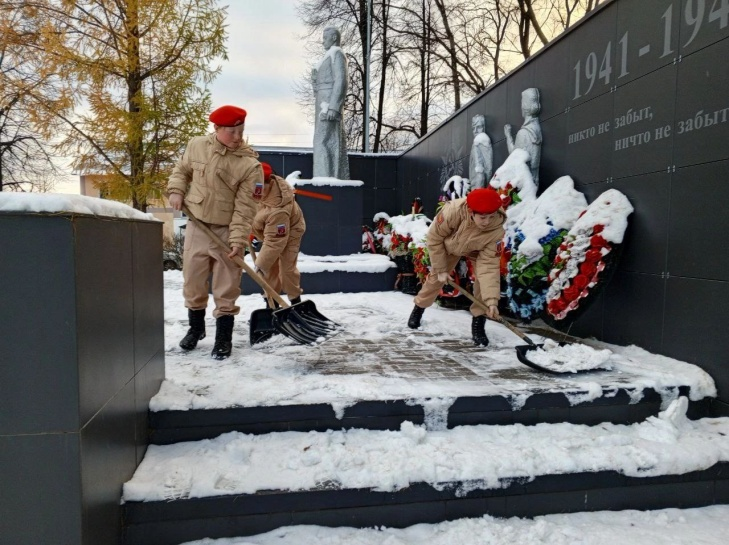 1941-194
никто не забыт,
ничто не забыт